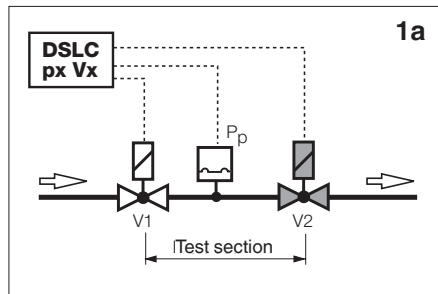 1a
DSLC
px Vx
Pp
V1
V2
Test section